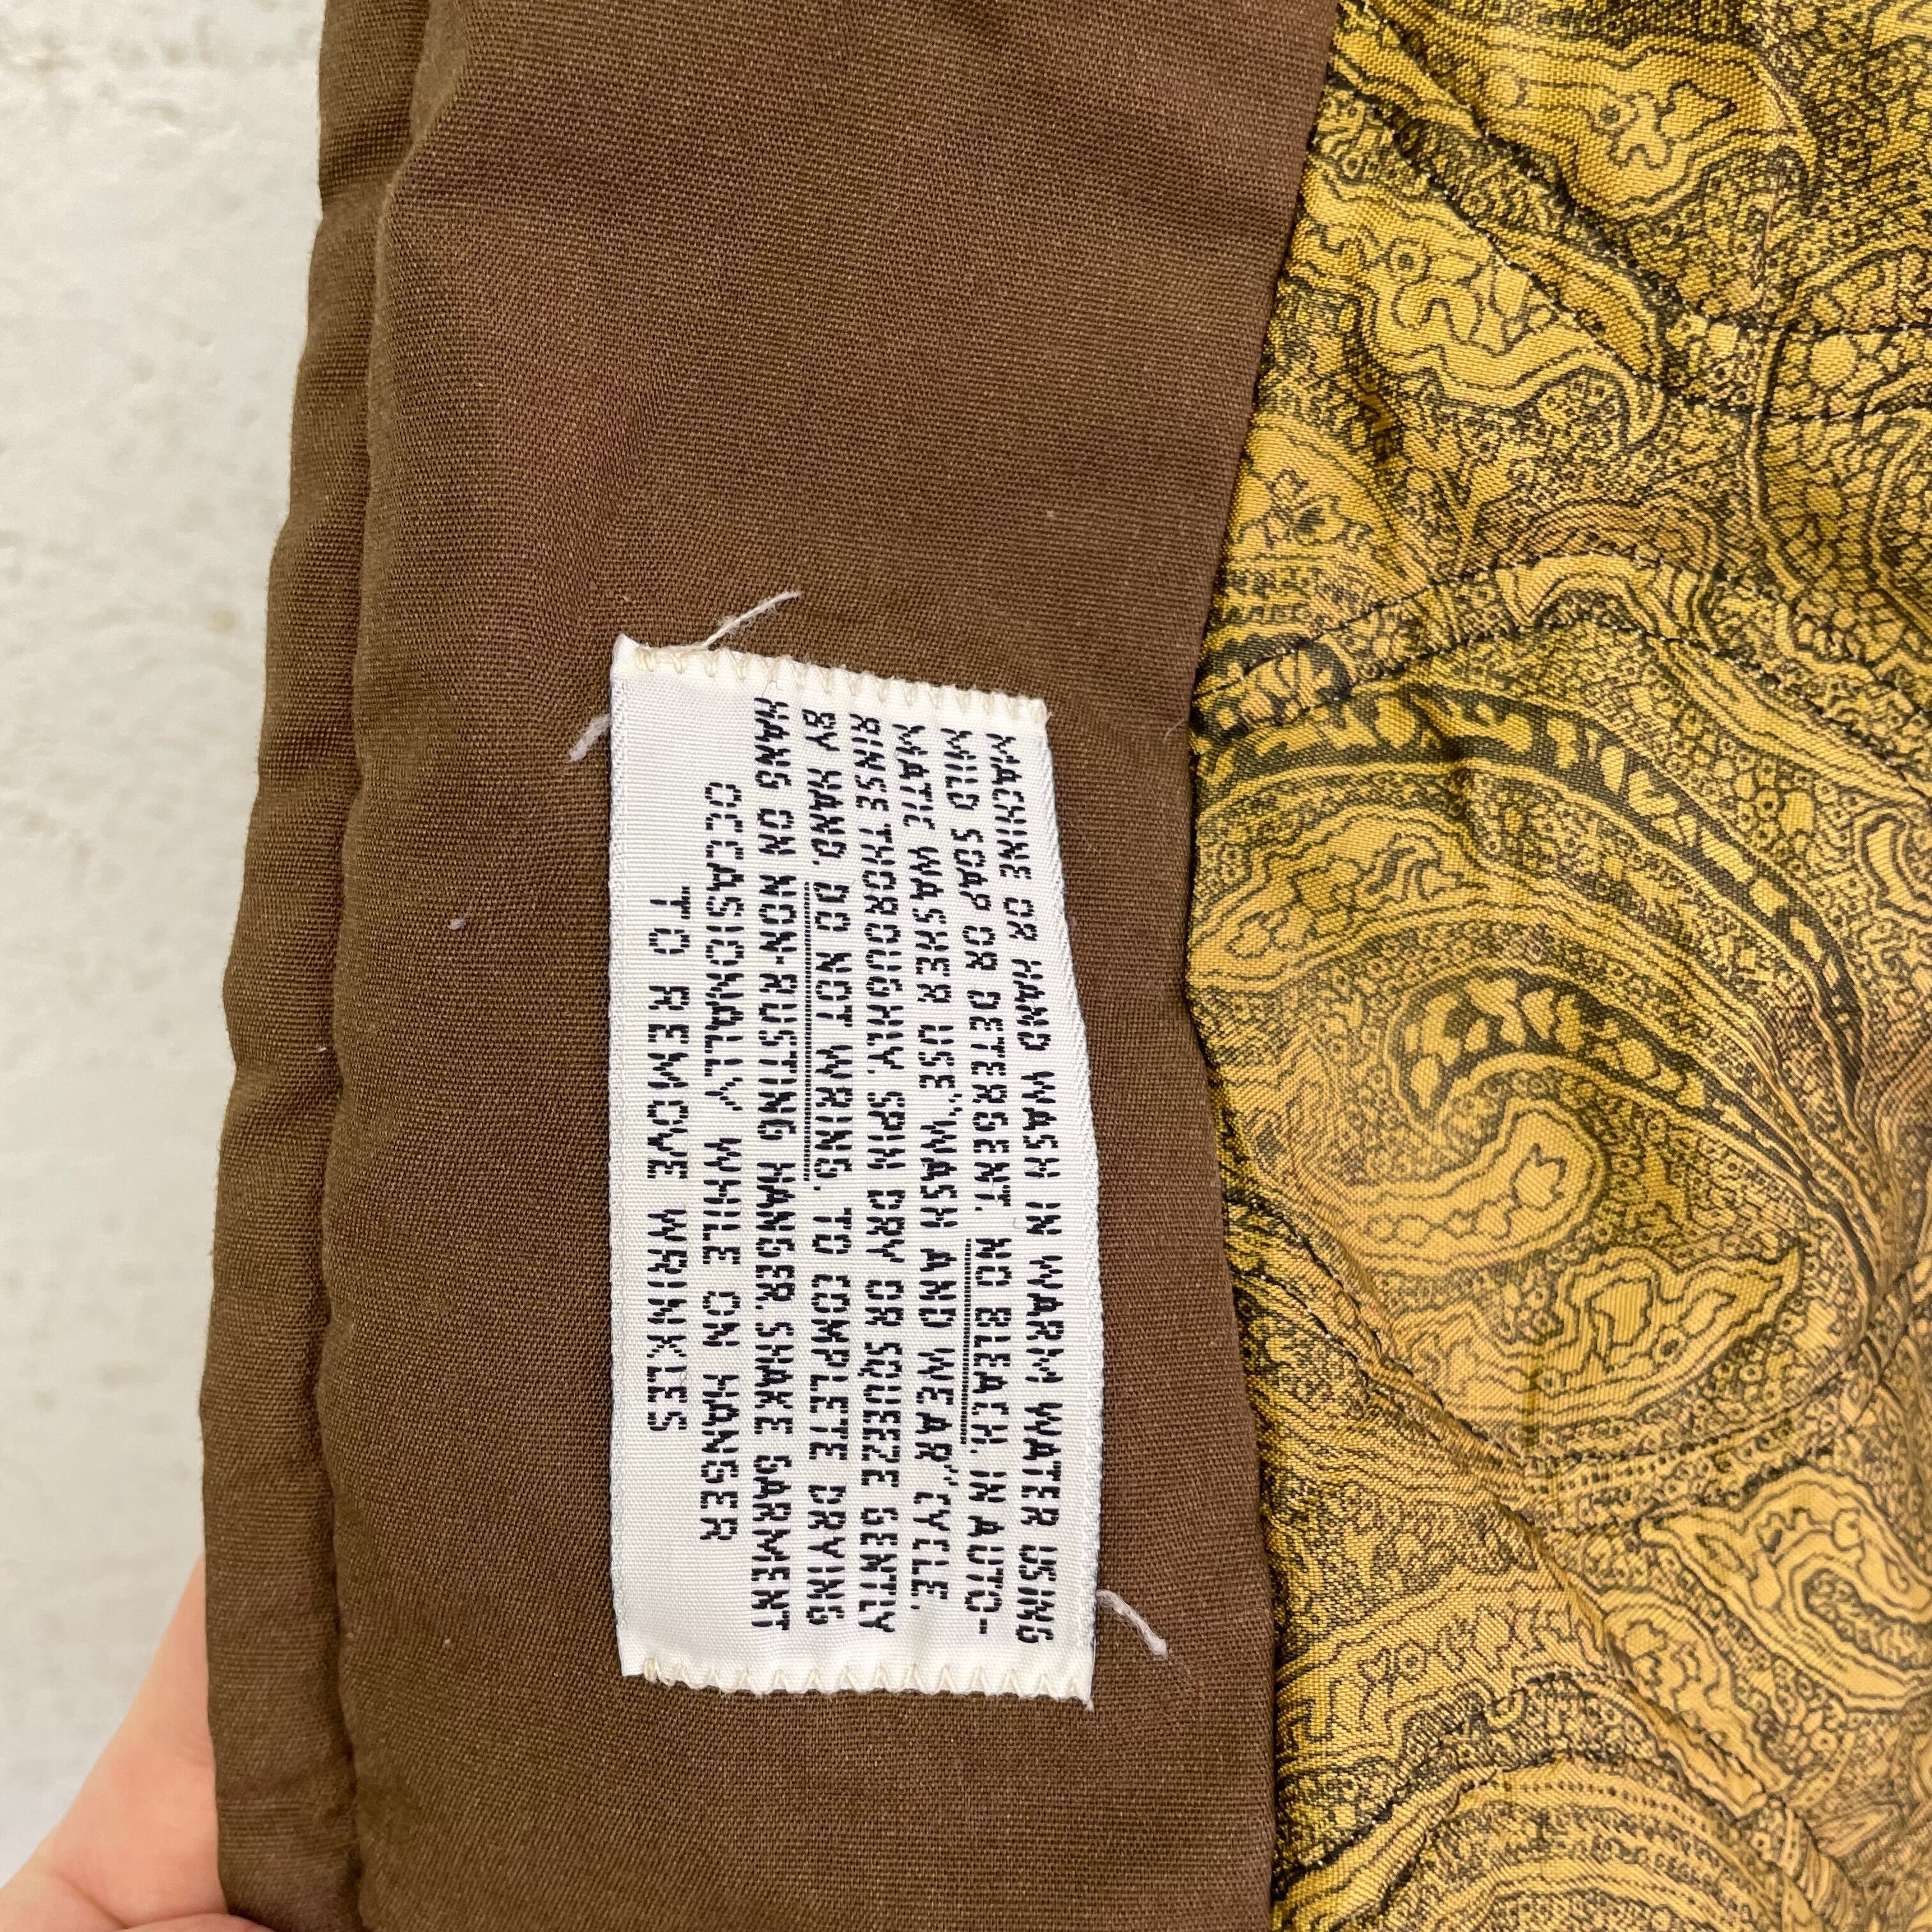 MACHINE OR HAND WASH IN WARM WATER USING
MILD SOAP OR DETERGENT. NO BLEACH. IN AUTO-
MATIC WASHER USE "WASH AND WEAR" CYCLE.
RINSE THOROUGHLY. SPIN DRY OR SQUEEZE GENTLY
BY HAND. DO NOT WRING. TO COMPLETE DRYING
HANG ON NON-RUSTING HANGER. SHAKE GARMENT
OCCASIONALLY WHILE ON HANGER
TO REMOVE WRINKLES